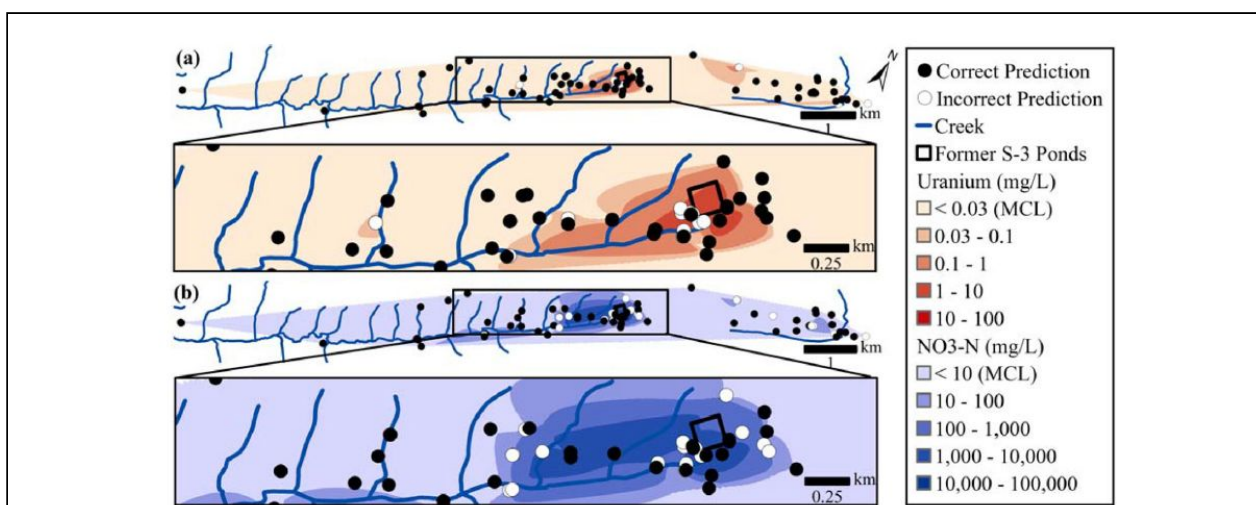 (a)
N
km
1
km
0.25
(b)
km
1
km
0.25
Correct Prediction
Incorrect Prediction
Creek
Former S-3 Ponds
Uranium (mg/L)
< 0.03 (MCL)
0.03 - 0.1
0.1 - 1
1 - 10
10 - 100
NO3-N (mg/L)
< 10 (MCL)
10 - 100
100 - 1,000
1,000 - 10,000
10,000 - 100,000